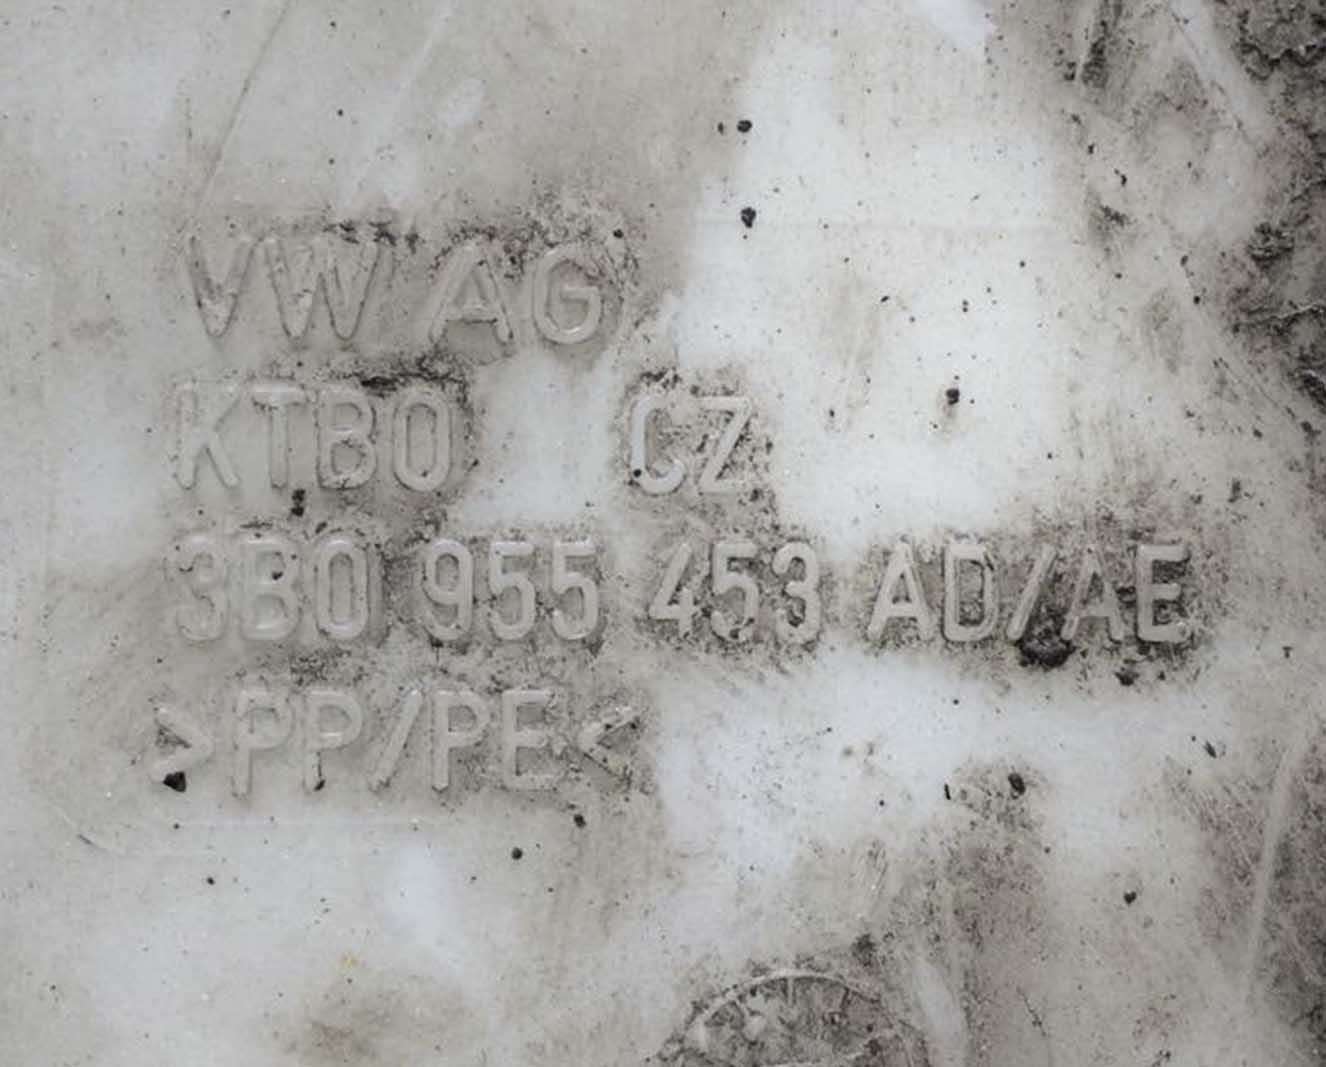 VW AG
KTBO CZ
3B0 955 453 AD/AE
>PP/PE<